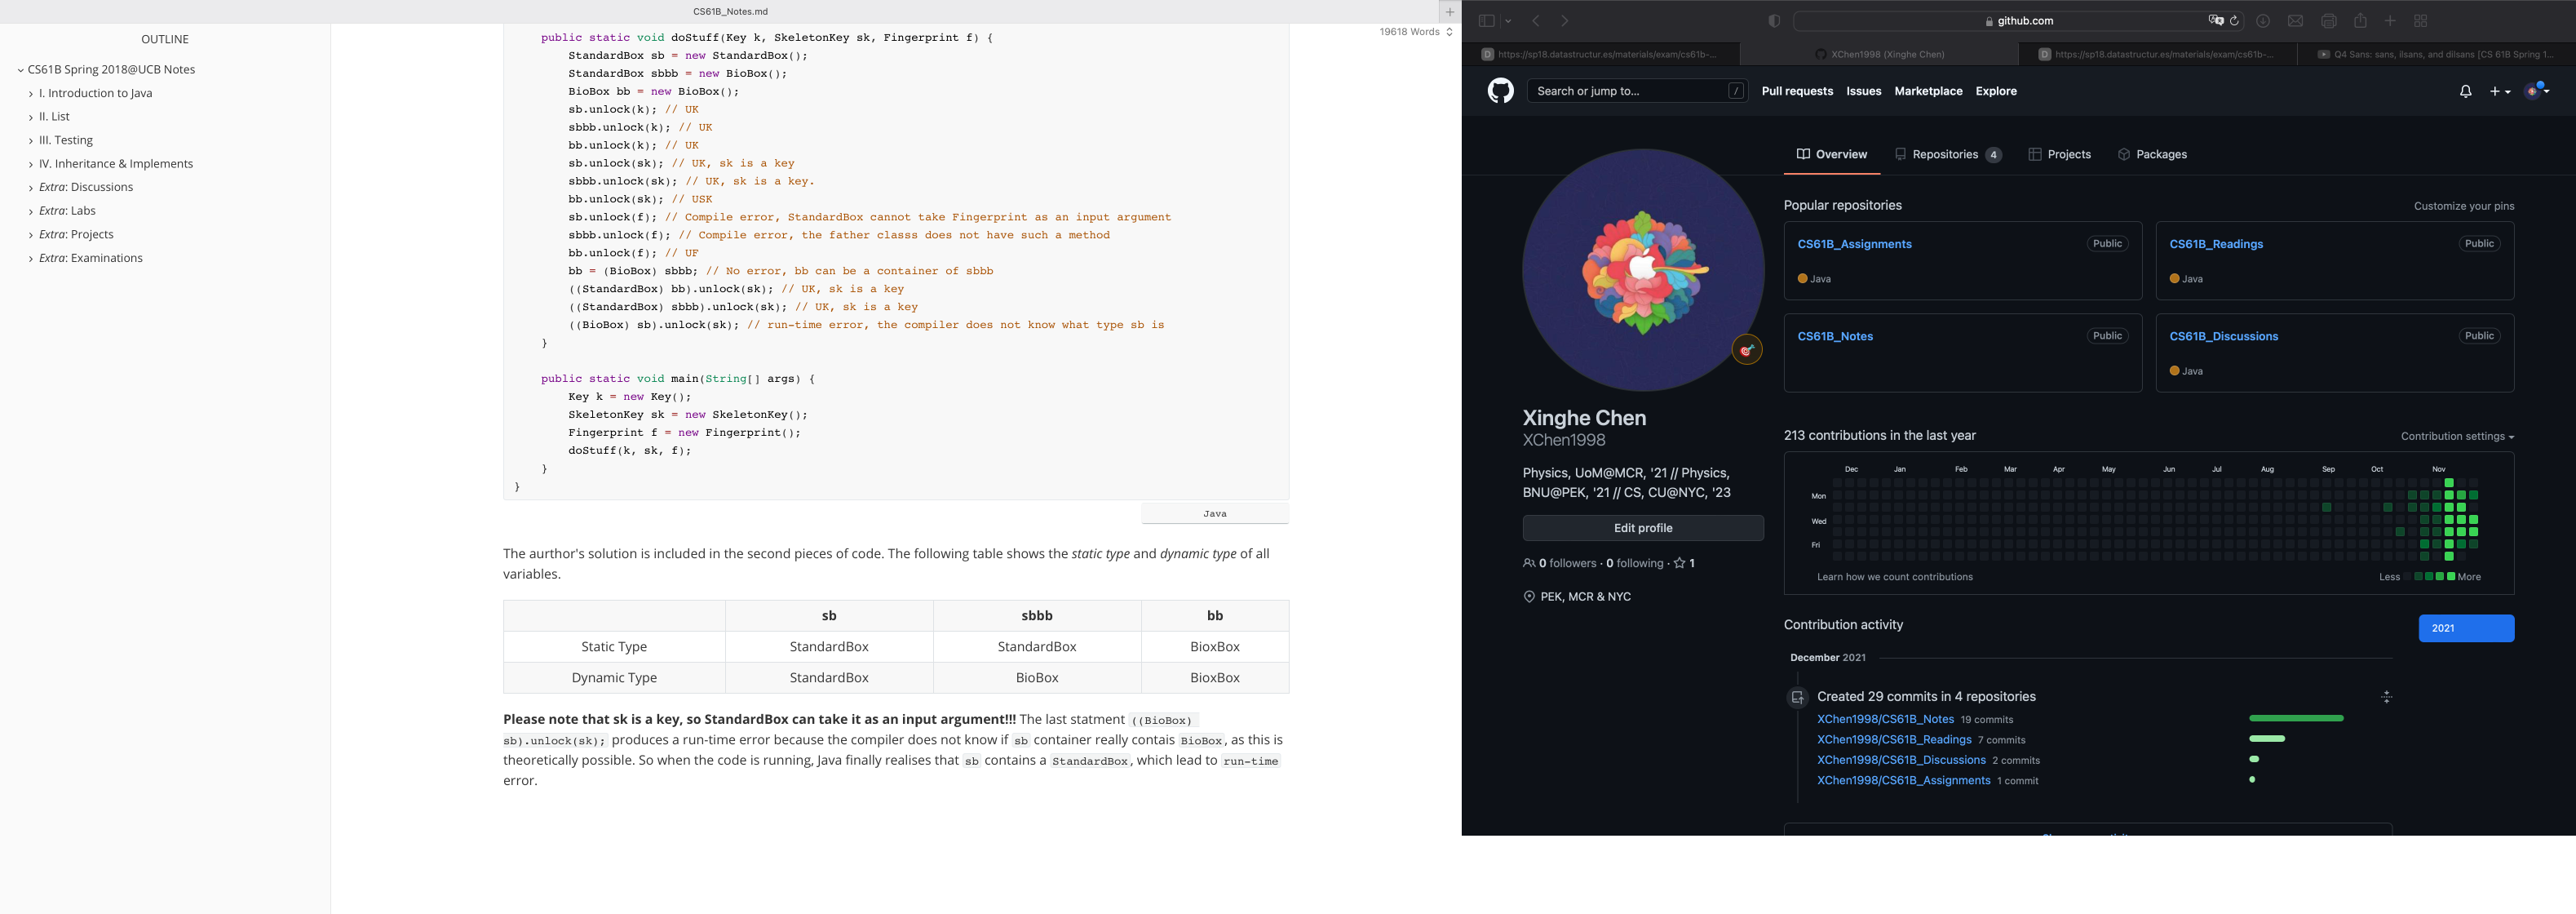 CS61B_Notes.md
+
OUTLINE
CS61B Spring 2018@UCB Notes
I. Introduction to Java
II. List
III. Testing
IV. Inheritance & Implements
Extra: Discussions
Extra: Labs
Extra: Projects
Extra: Examinations
19618 Words
public static void doStuff(Key k, SkeletonKey sk, Fingerprint f) {
StandardBox sb = new StandardBox();
StandardBox sbbb = new BioBox();
BioBox bb = new BioBox();
sb.unlock(k); // UK
sbbb.unlock(k); // UK
bb.unlock(k); // UK
sb.unlock(sk); // UK, sk is a key
sbbb.unlock(sk); // UK, sk is a key.
bb.unlock(sk); // USK
sb.unlock(f); // Compile error, StandardBox cannot take Fingerprint as an input argument
sbbb.unlock(f); // Compile error, the father classs does not have such a method
bb.unlock(f); // UF
bb = (BioBox) sbbb; // No error, bb can be a container of sbbb
((StandardBox) bb).unlock(sk); // UK, sk is a key
((StandardBox) sbbb).unlock(sk); // UK, sk is a key
((BioBox) sb).unlock(sk); // run-time error, the compiler does not know what type sb is
}
public static void main(String[] args) {
Key k = new Key();
SkeletonKey sk = new SkeletonKey();
Fingerprint f = new Fingerprint();
doStuff(k, sk, f);
}
}
Java
The aurthor's solution is included in the second pieces of code. The following table shows the static type and dynamic type of all
variables.
sb sbbb bb
Static Type StandardBox StandardBox BioxBox
Dynamic Type StandardBox BioBox BioxBox
Please note that sk is a key, so StandardBox can take it as an input argument!!! The last statment ((BioBox)
sb).unlock(sk); produces a run-time error because the compiler does not know if sb container really contais BioBox, as this is
theoretically possible. So when the code is running, Java finally realises that sb contains a StandardBox, which lead to run-time
error.
github.com
https://sp18.datastructur.es/materials/exam/cs61b-...
XChen1998 (Xinghe Chen)
https://sp18.datastructur.es/materials/exam/cs61b-...
Q4 Sans: sans, ilsans, and dilsans [CS 61B Spring 1...
Search or jump to... /
Pull requests Issues Marketplace Explore
Overview Repositories 4 Projects Packages
Popular repositories Customize your pins
CS61B_Assignments Public
Java
CS61B_Readings Public
Java
CS61B_Notes Public
CS61B_Discussions Public
Java
Xinghe Chen
XChen1998
Physics, UoM@MCR, '21 // Physics,
BNU@PEK, '21 // CS, CU@NYC, '23
Edit profile
0 followers · 0 following · 1
PEK, MCR & NYC
213 contributions in the last year Contribution settings
Dec Jan Feb Mar Apr May Jun Jul Aug Sep Oct Nov
Mon
Wed
Fri
Learn how we count contributions Less More
Contribution activity
2021
December 2021
Created 29 commits in 4 repositories
XChen1998/CS61B_Notes 19 commits
XChen1998/CS61B_Readings 7 commits
XChen1998/CS61B_Discussions 2 commits
XChen1998/CS61B_Assignments 1 commit